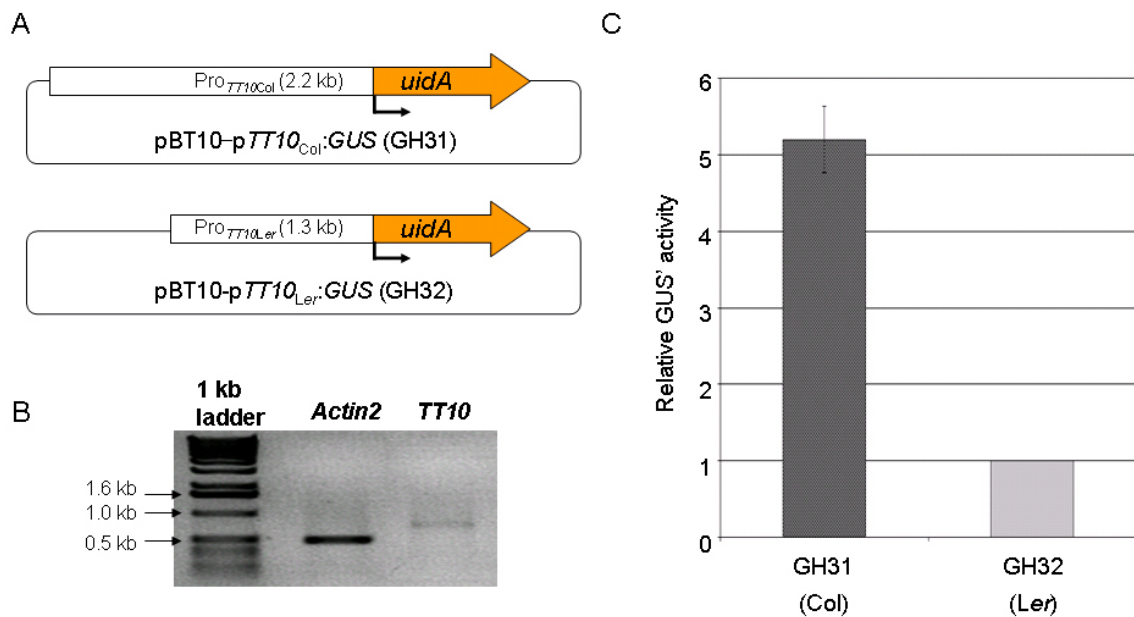 A
Pro TT10Col (2.2 kb)
uidA
pBT10-pTT10Col:GUS (GH31)
Pro TT10Ler (1.3 kb)
uidA
pBT10-pTT10Ler:GUS (GH32)
B
1 kb
ladder
Actin2
TT10
1.6 kb
1.0 kb
0.5 kb
C
Relative GUS' activity
6
5
4
3
2
1
0
GH31
(Col)
GH32
(Ler)